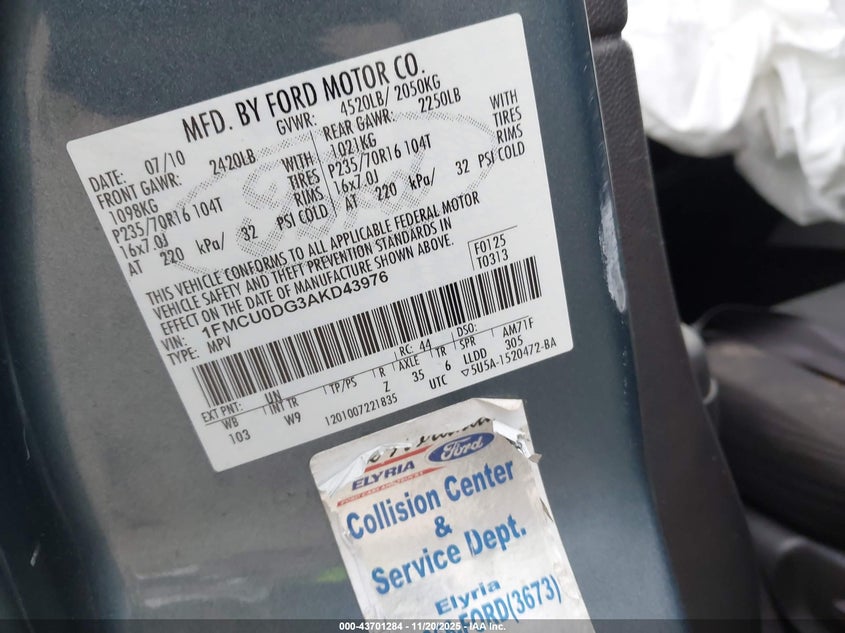 MFD. BY FORD MOTOR CO.
DATE: 07/10 GVWR: 4520LB/ 2050KG
FRONT GAWR: 2420LB REAR GAWR: 2250LB
1098KG WITH 1021KG WITH
P235/70R16 104T TIRES P235/70R16 104T TIRES
16x7.0J RIMS 16x7.0J RIMS
AT 220 kPa/ 32 PSI COLD AT 220 kPa/ 32 PSI COLD
THIS VEHICLE CONFORMS TO ALL APPLICABLE FEDERAL MOTOR
VEHICLE SAFETY AND THEFT PREVENTION STANDARDS IN
EFFECT ON THE DATE OF MANUFACTURE SHOWN ABOVE.
F0125
T0313
VIN: 1FMCU0DG3AKD43976
TYPE: MPV
EXT PNT: UN RC: 44 DSO:
WB INT TR TP/PS R AXLE TR SPR AM71F
103 W9 Z 35 6 LLDD 305
1201007221835 UTC 5U5A-1520472-BA
ELYRIA Ford
Collision Center
&
Service Dept.
Elyria
FORD(3673)
000-43701284 - 11/20/2025 - IAA Inc.